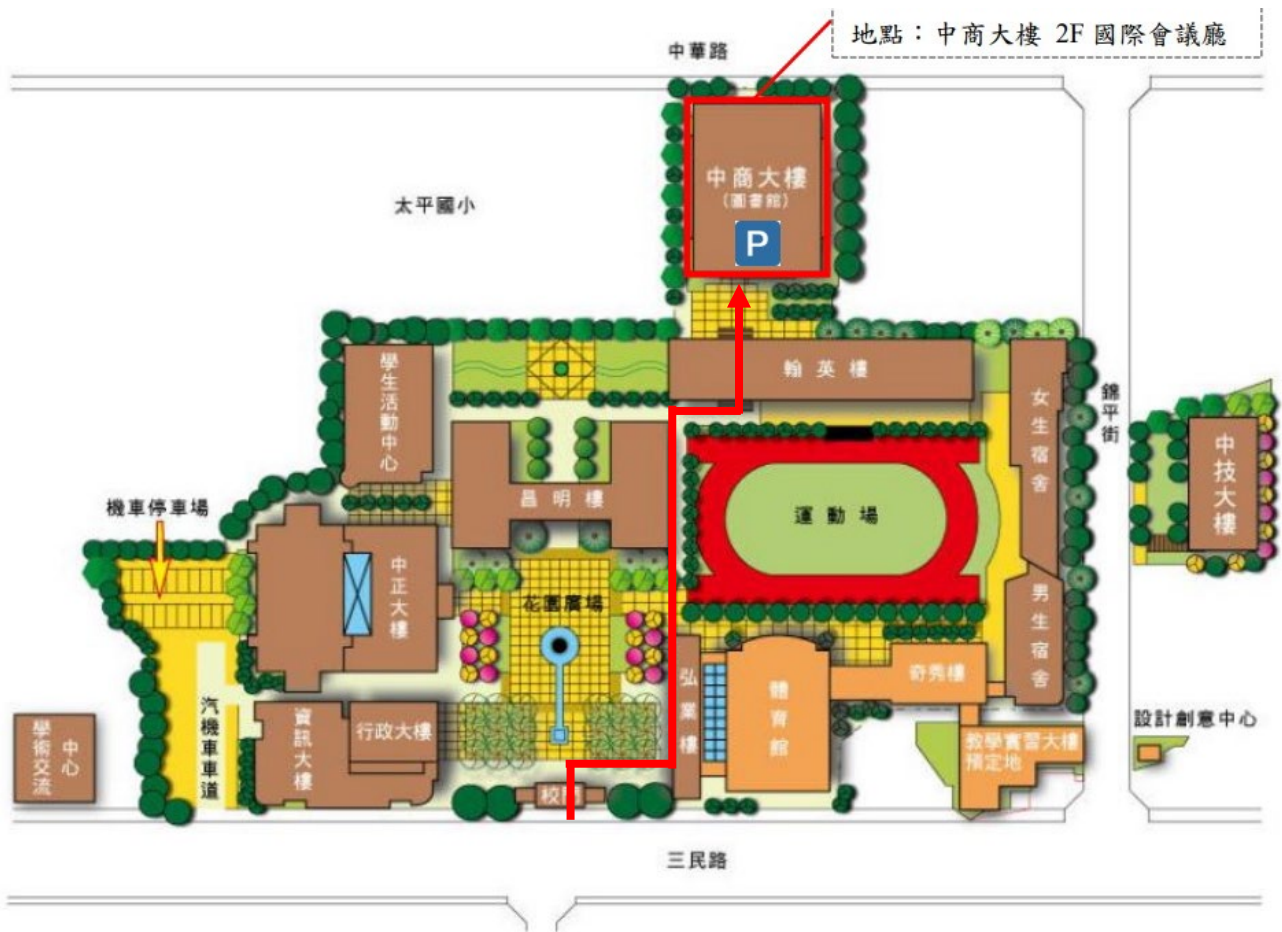 地點：中商大樓 2F 國際會議廳
中華路
中商大樓
(圖書館)
P
太平國小
學生活動中心
翰英樓
女生宿舍
錦平街
中技大樓
昌明樓
運動場
機車停車場
中正大樓
花園廣場
男生宿舍
弘業樓
體育館
奇秀樓
汽機車車道
資訊大樓
行政大樓
學術交流
中心
設計創意中心
教學實習大樓
預定地
校
三民路